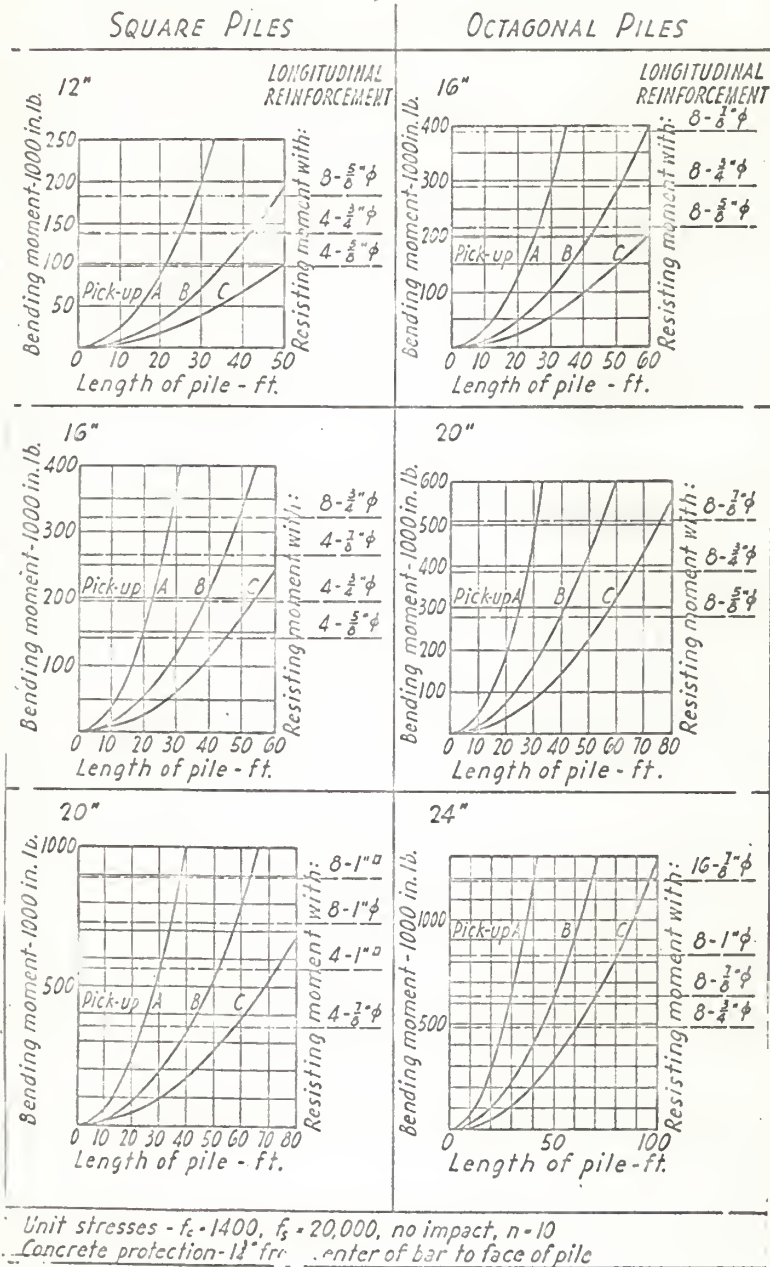 SQUARE PILES
OCTAGONAL PILES
12"
LONGITUDINAL
REINFORCEMENT
Bending moment-1000 in.lb.
250
200
150
100
50
Pick-up A B C
0 10 20 30 40 50
Length of pile - ft.
Resisting moment with:
8-5/8"ϕ
4-3/4"ϕ
4-5/8"ϕ
16"
LONGITUDINAL
REINFORCEMENT
Bending moment-1000 in.lb.
400
300
200
100
Pick-up A B C
0 10 20 30 40 50 60
Length of pile - ft.
Resisting moment with:
8-7/8"ϕ
8-3/4"ϕ
8-5/8"ϕ
16"
Bending moment-1000 in.lb.
400
300
200
100
Pick-up A B C
0 10 20 30 40 50 60
Length of pile - ft.
Resisting moment with:
8-3/4"ϕ
4-7/8"ϕ
4-3/4"ϕ
4-5/8"ϕ
20"
Bending moment-1000 in.lb.
600
500
400
300
200
100
Pick-up A B C
0 10 20 30 40 50 60 70 80
Length of pile - ft.
Resisting moment with:
8-7/8"ϕ
8-3/4"ϕ
8-5/8"ϕ
20"
Bending moment-1000 in.lb.
1000
500
Pick-up A B C
0 10 20 30 40 50 60 70 80
Length of pile - ft.
Resisting moment with:
8-1"□
8-1"ϕ
4-1"□
4-7/8"ϕ
24"
Bending moment-1000 in.lb.
1000
500
Pick-up A B C
0 50 100
Length of pile-ft.
Resisting moment with:
16-7/8"ϕ
8-1"ϕ
8-7/8"ϕ
8-3/4"ϕ
Unit stresses - fc=1400, fs=20,000, no impact, n=10
Concrete protection- center of bar to face of pile